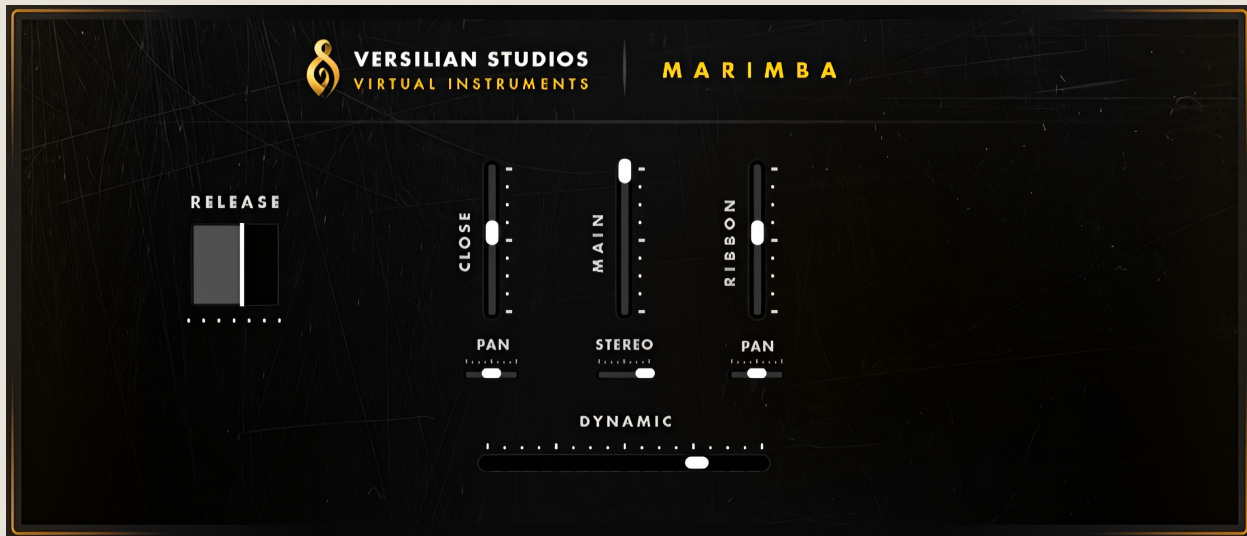 VERSILIAN STUDIOS
VIRTUAL INSTRUMENTS
MARIMBA
RELEASE
CLOSE
MAIN
RIBBON
PAN
STEREO
PAN
DYNAMIC